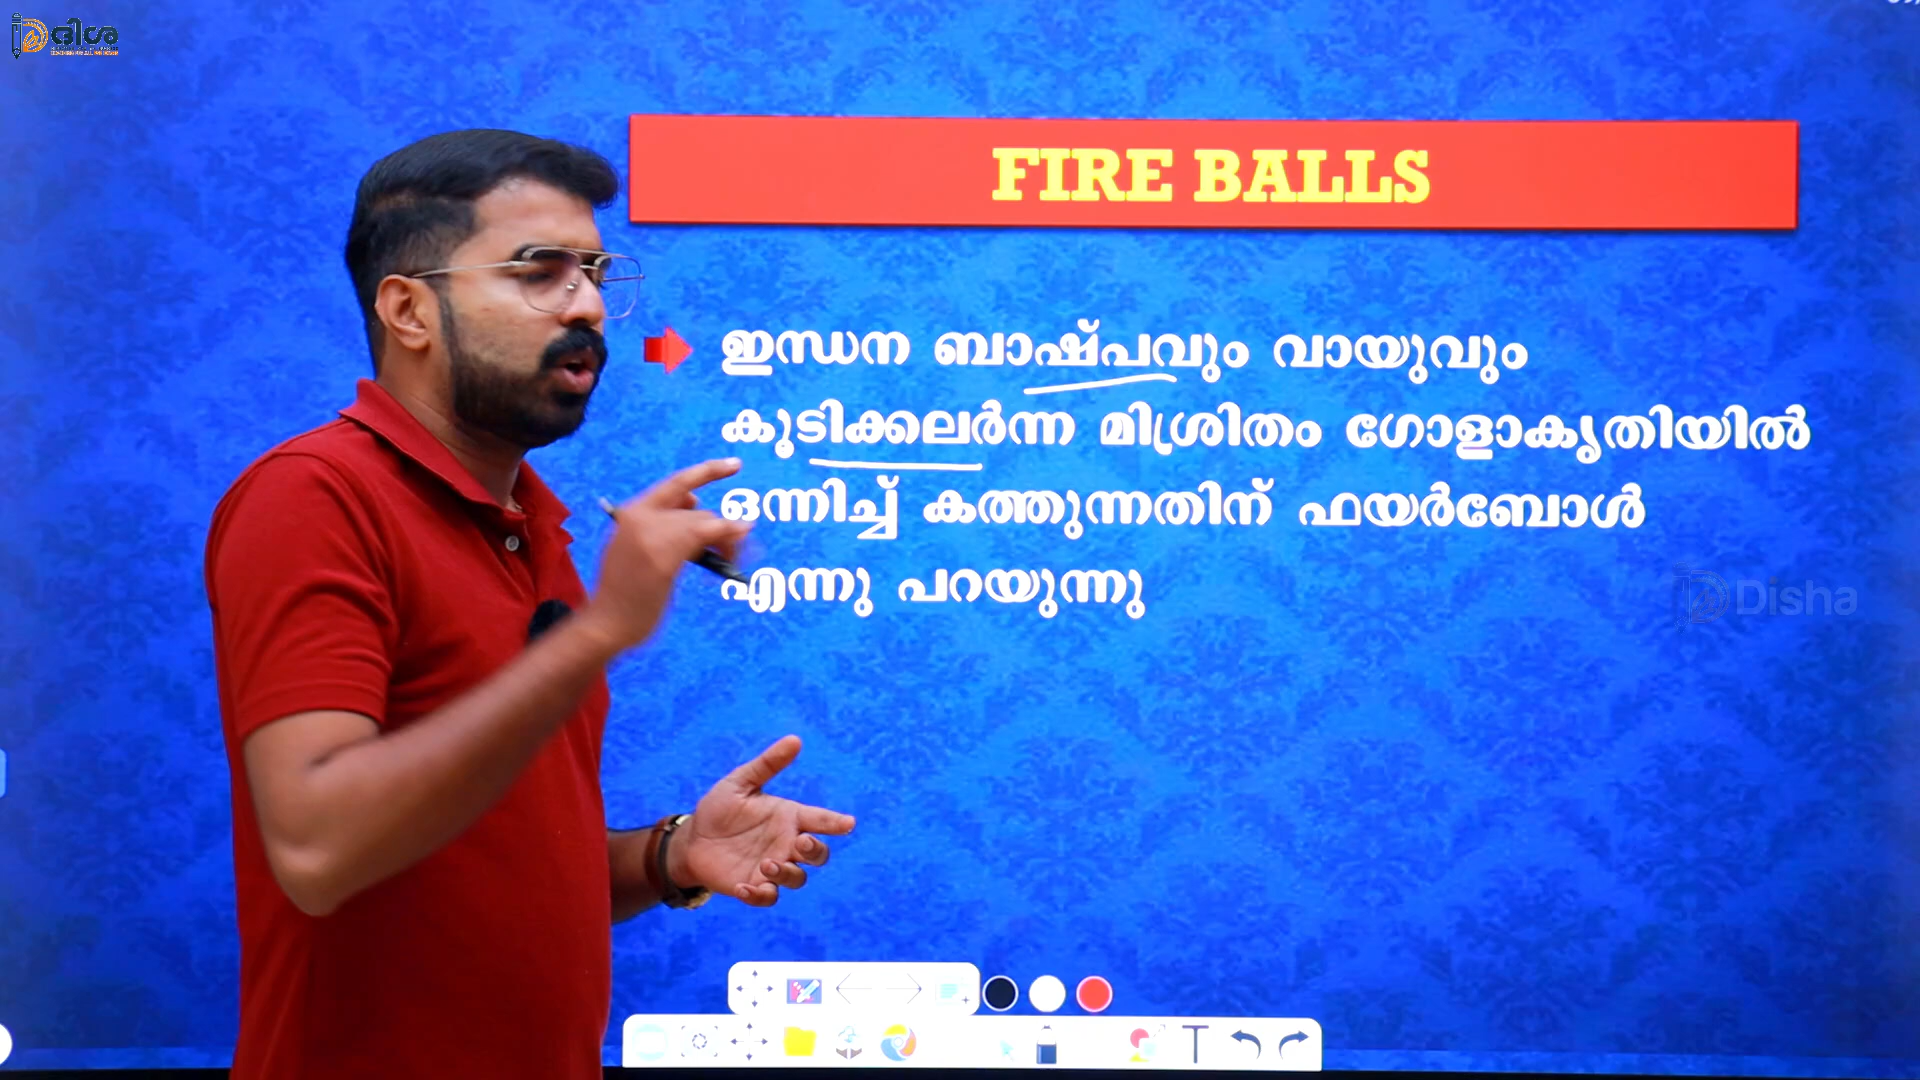 ദിശ
FIRE BALLS
ഇന്ധന ബാഷ്പവും വായുവും
കൂടിക്കലർന്ന മിശ്രിതം ഗോളാകൃതിയിൽ
ഒന്നിച്ച് കത്തുന്നതിന് ഫയർബോൾ
എന്നു പറയുന്നു
Disha